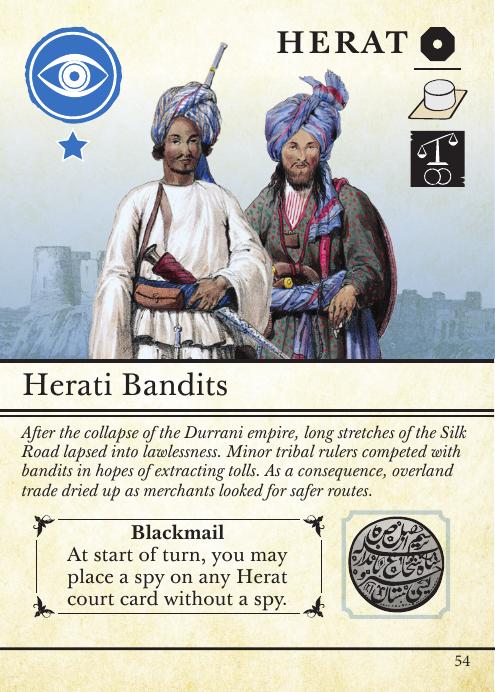 HERAT
Herati Bandits
After the collapse of the Durrani empire, long stretches of the Silk
Road lapsed into lawlessness. Minor tribal rulers competed with
bandits in hopes of extracting tolls. As a consequence, overland
trade dried up as merchants looked for safer routes.
Blackmail
At start of turn, you may
place a spy on any Herat
court card without a spy.
54